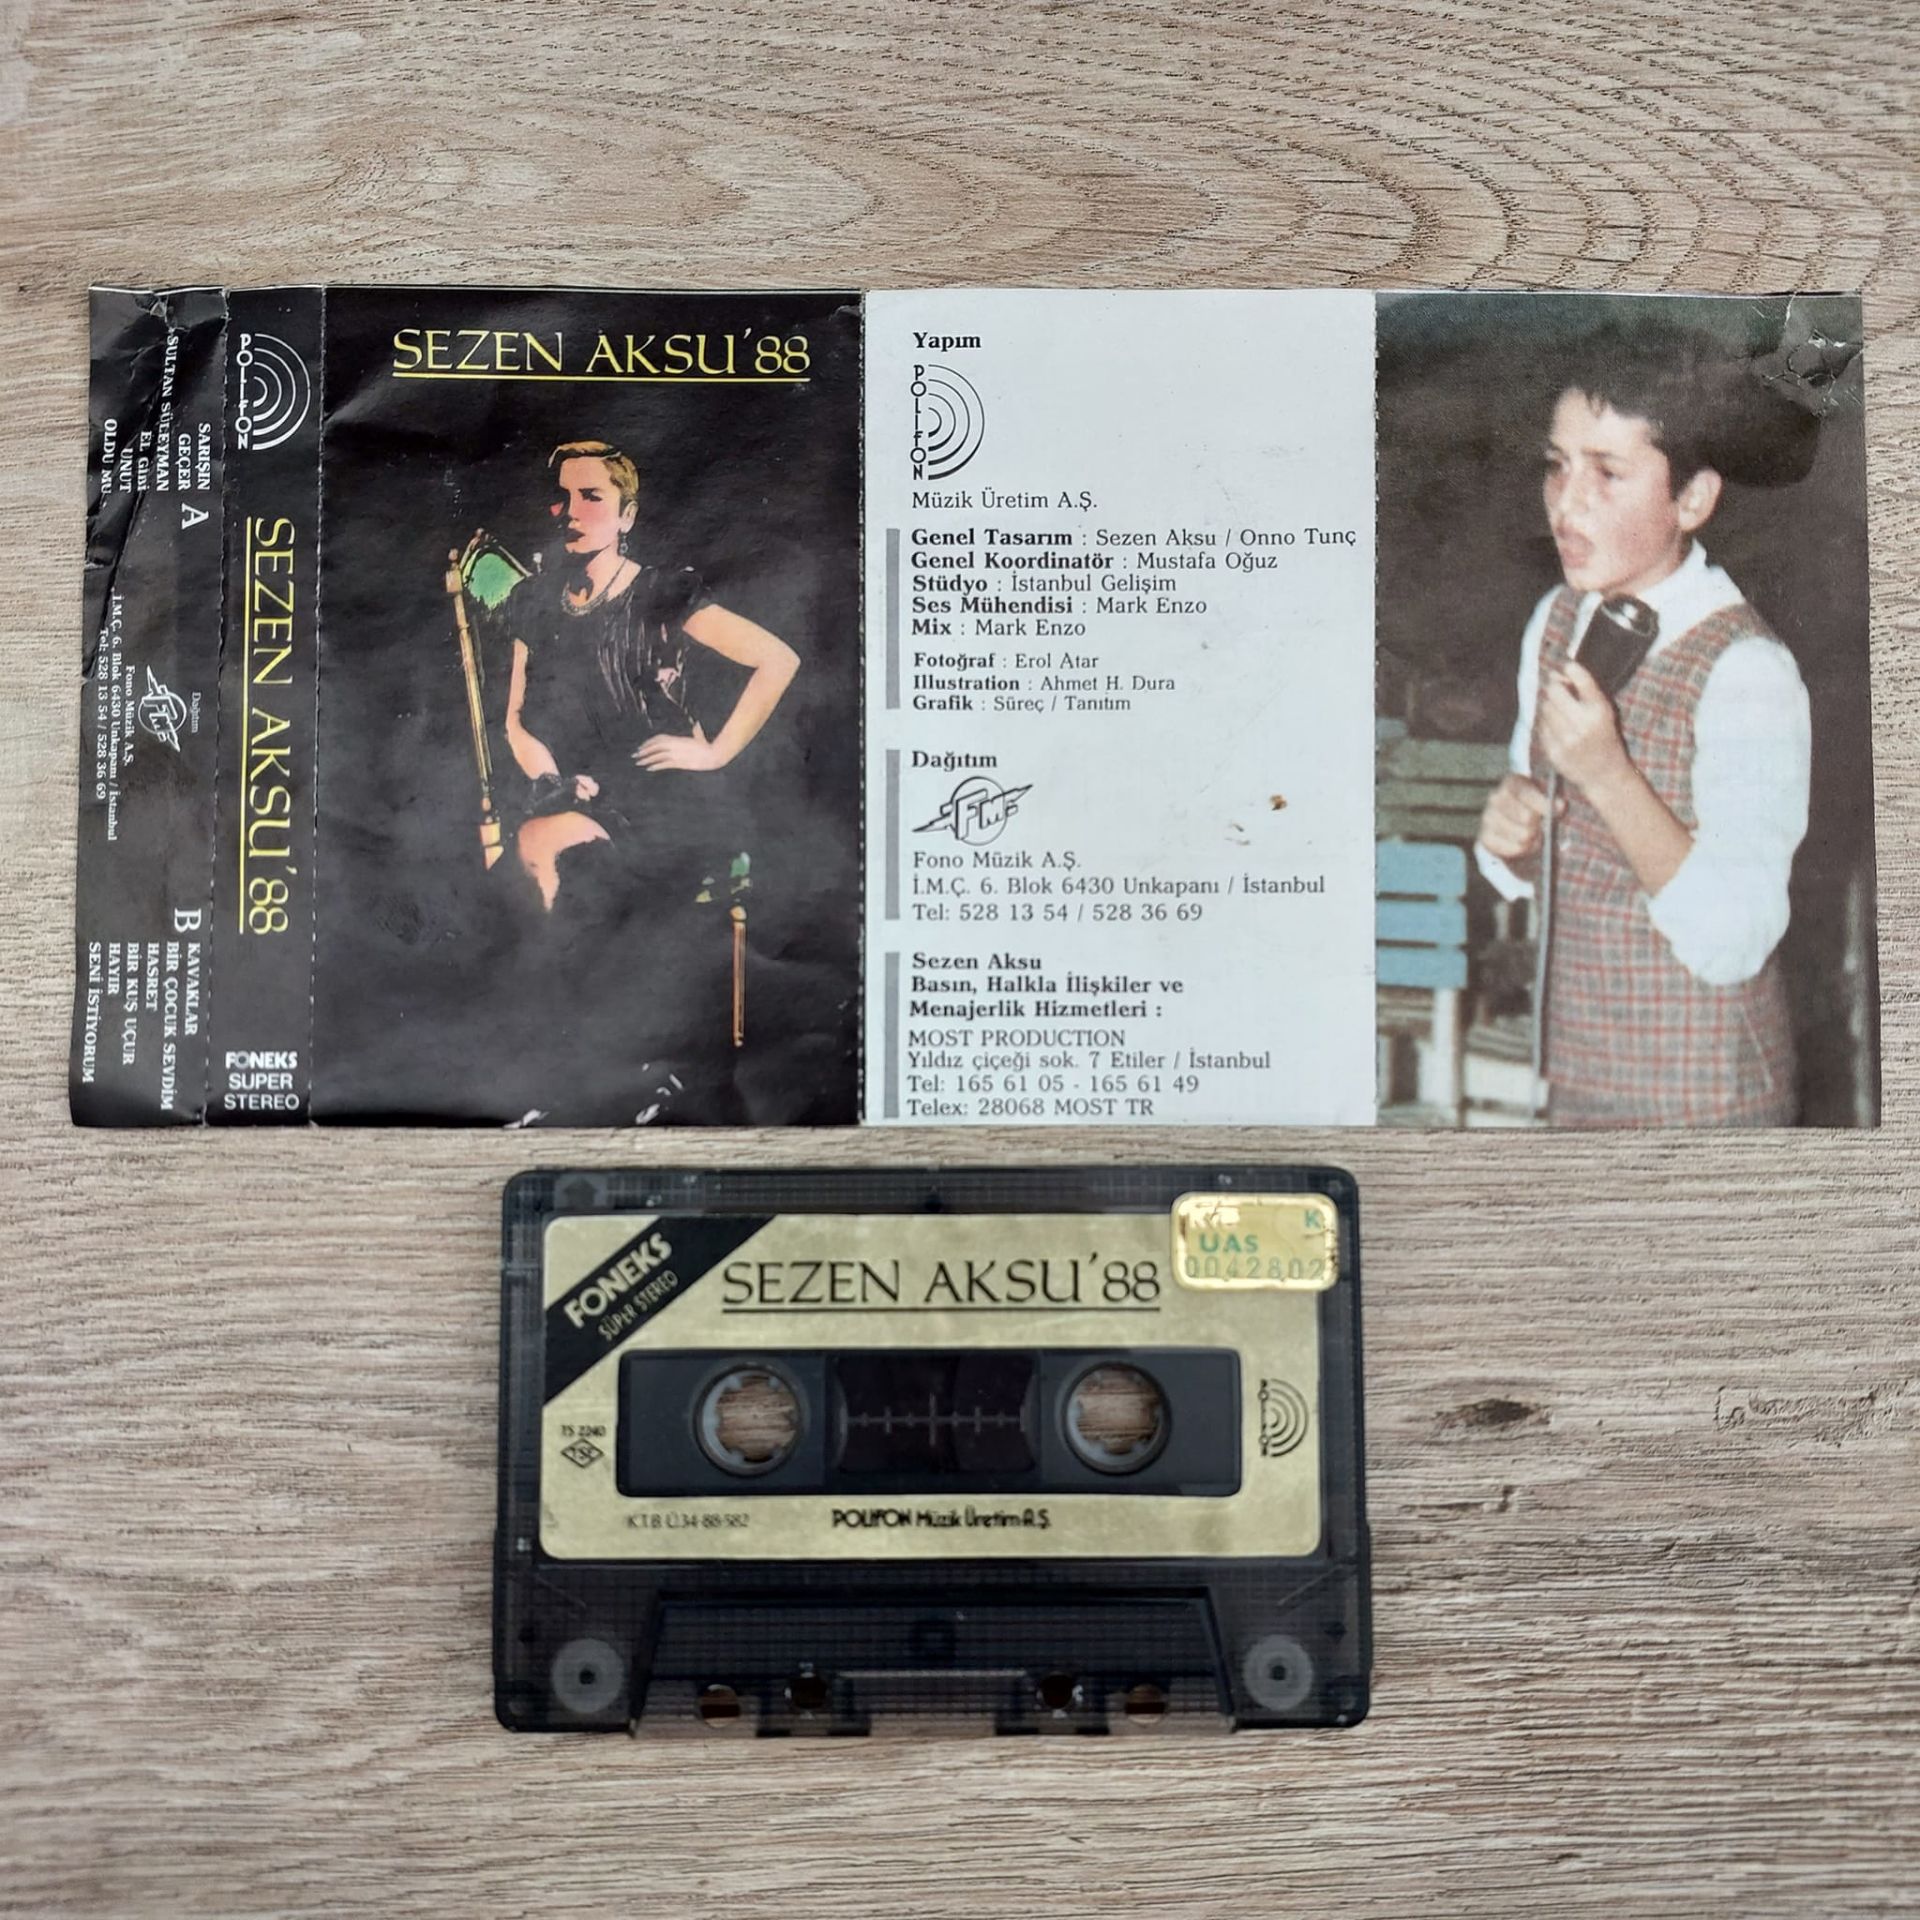 SARIŞIN
GEÇER
SULTAN SÜLEYMAN
EL GİBİ
UNUT
OLDU MU
A
Dağıtım
FM
Fono Müzik A.Ş.
İ.M.Ç. 6. Blok 6430 Unkapanı / İstanbul
Tel: 528 13 54 / 528 36 69
B
KAVAKLAR
BİR ÇOCUK SEVDİM
HASRET
BİR KUŞ UÇUR
HAYIR
SENİ İSTİYORUM
POLİFON
SEZEN AKSU'88
FONEKS
SUPER
STEREO
SEZEN AKSU'88
Yapım
POLİFON
Müzik Üretim A.Ş.
Genel Tasarım : Sezen Aksu / Onno Tunç
Genel Koordinatör : Mustafa Oğuz
Stüdyo : İstanbul Gelişim
Ses Mühendisi : Mark Enzo
Mix : Mark Enzo
Fotoğraf : Erol Atar
Illustration : Ahmet H. Dura
Grafik : Süreç / Tanıtım
Dağıtım
FM
Fono Müzik A.Ş.
İ.M.Ç. 6. Blok 6430 Unkapanı / İstanbul
Tel: 528 13 54 / 528 36 69
Sezen Aksu
Basın, Halkla İlişkiler ve
Menajerlik Hizmetleri :
MOST PRODUCTION
Yıldız çiçeği sok. 7 Etiler / İstanbul
Tel: 165 61 05 - 165 61 49
Telex: 28068 MOST TR
FONEKS
SÜPER STEREO
SEZEN AKSU'88
K
UAS
0042802
TS 2240
TSE
POLİFON
K.T.B Ü.34-88-582
POLİFON Müzik Üretim A.Ş.